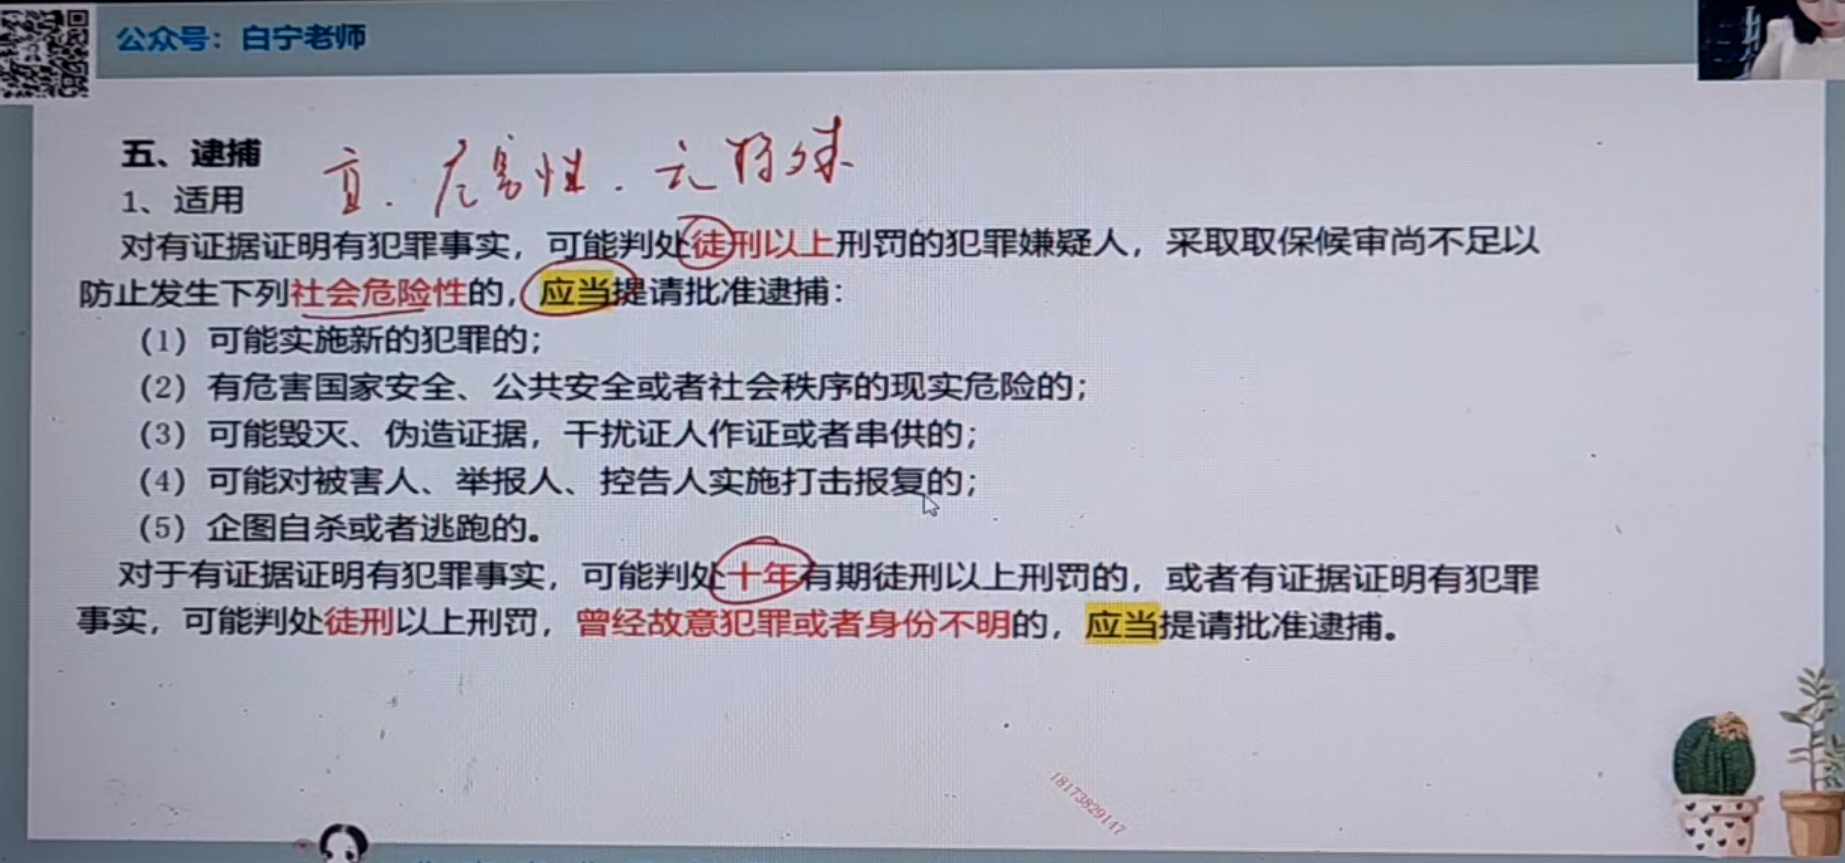 公众号：白宁老师
五、逮捕
危害性．无特殊
1、适用
对有证据证明有犯罪事实，可能判处徒刑以上刑罚的犯罪嫌疑人，采取取保候审尚不足以
防止发生下列社会危险性的，应当提请批准逮捕：
（1）可能实施新的犯罪的；
（2）有危害国家安全、公共安全或者社会秩序的现实危险的；
（3）可能毁灭、伪造证据，干扰证人作证或者串供的；
（4）可能对被害人、举报人、控告人实施打击报复的；
（5）企图自杀或者逃跑的。
对于有证据证明有犯罪事实，可能判处十年有期徒刑以上刑罚的，或者有证据证明有犯罪
事实，可能判处徒刑以上刑罚，曾经故意犯罪或者身份不明的，应当提请批准逮捕。
18173829147